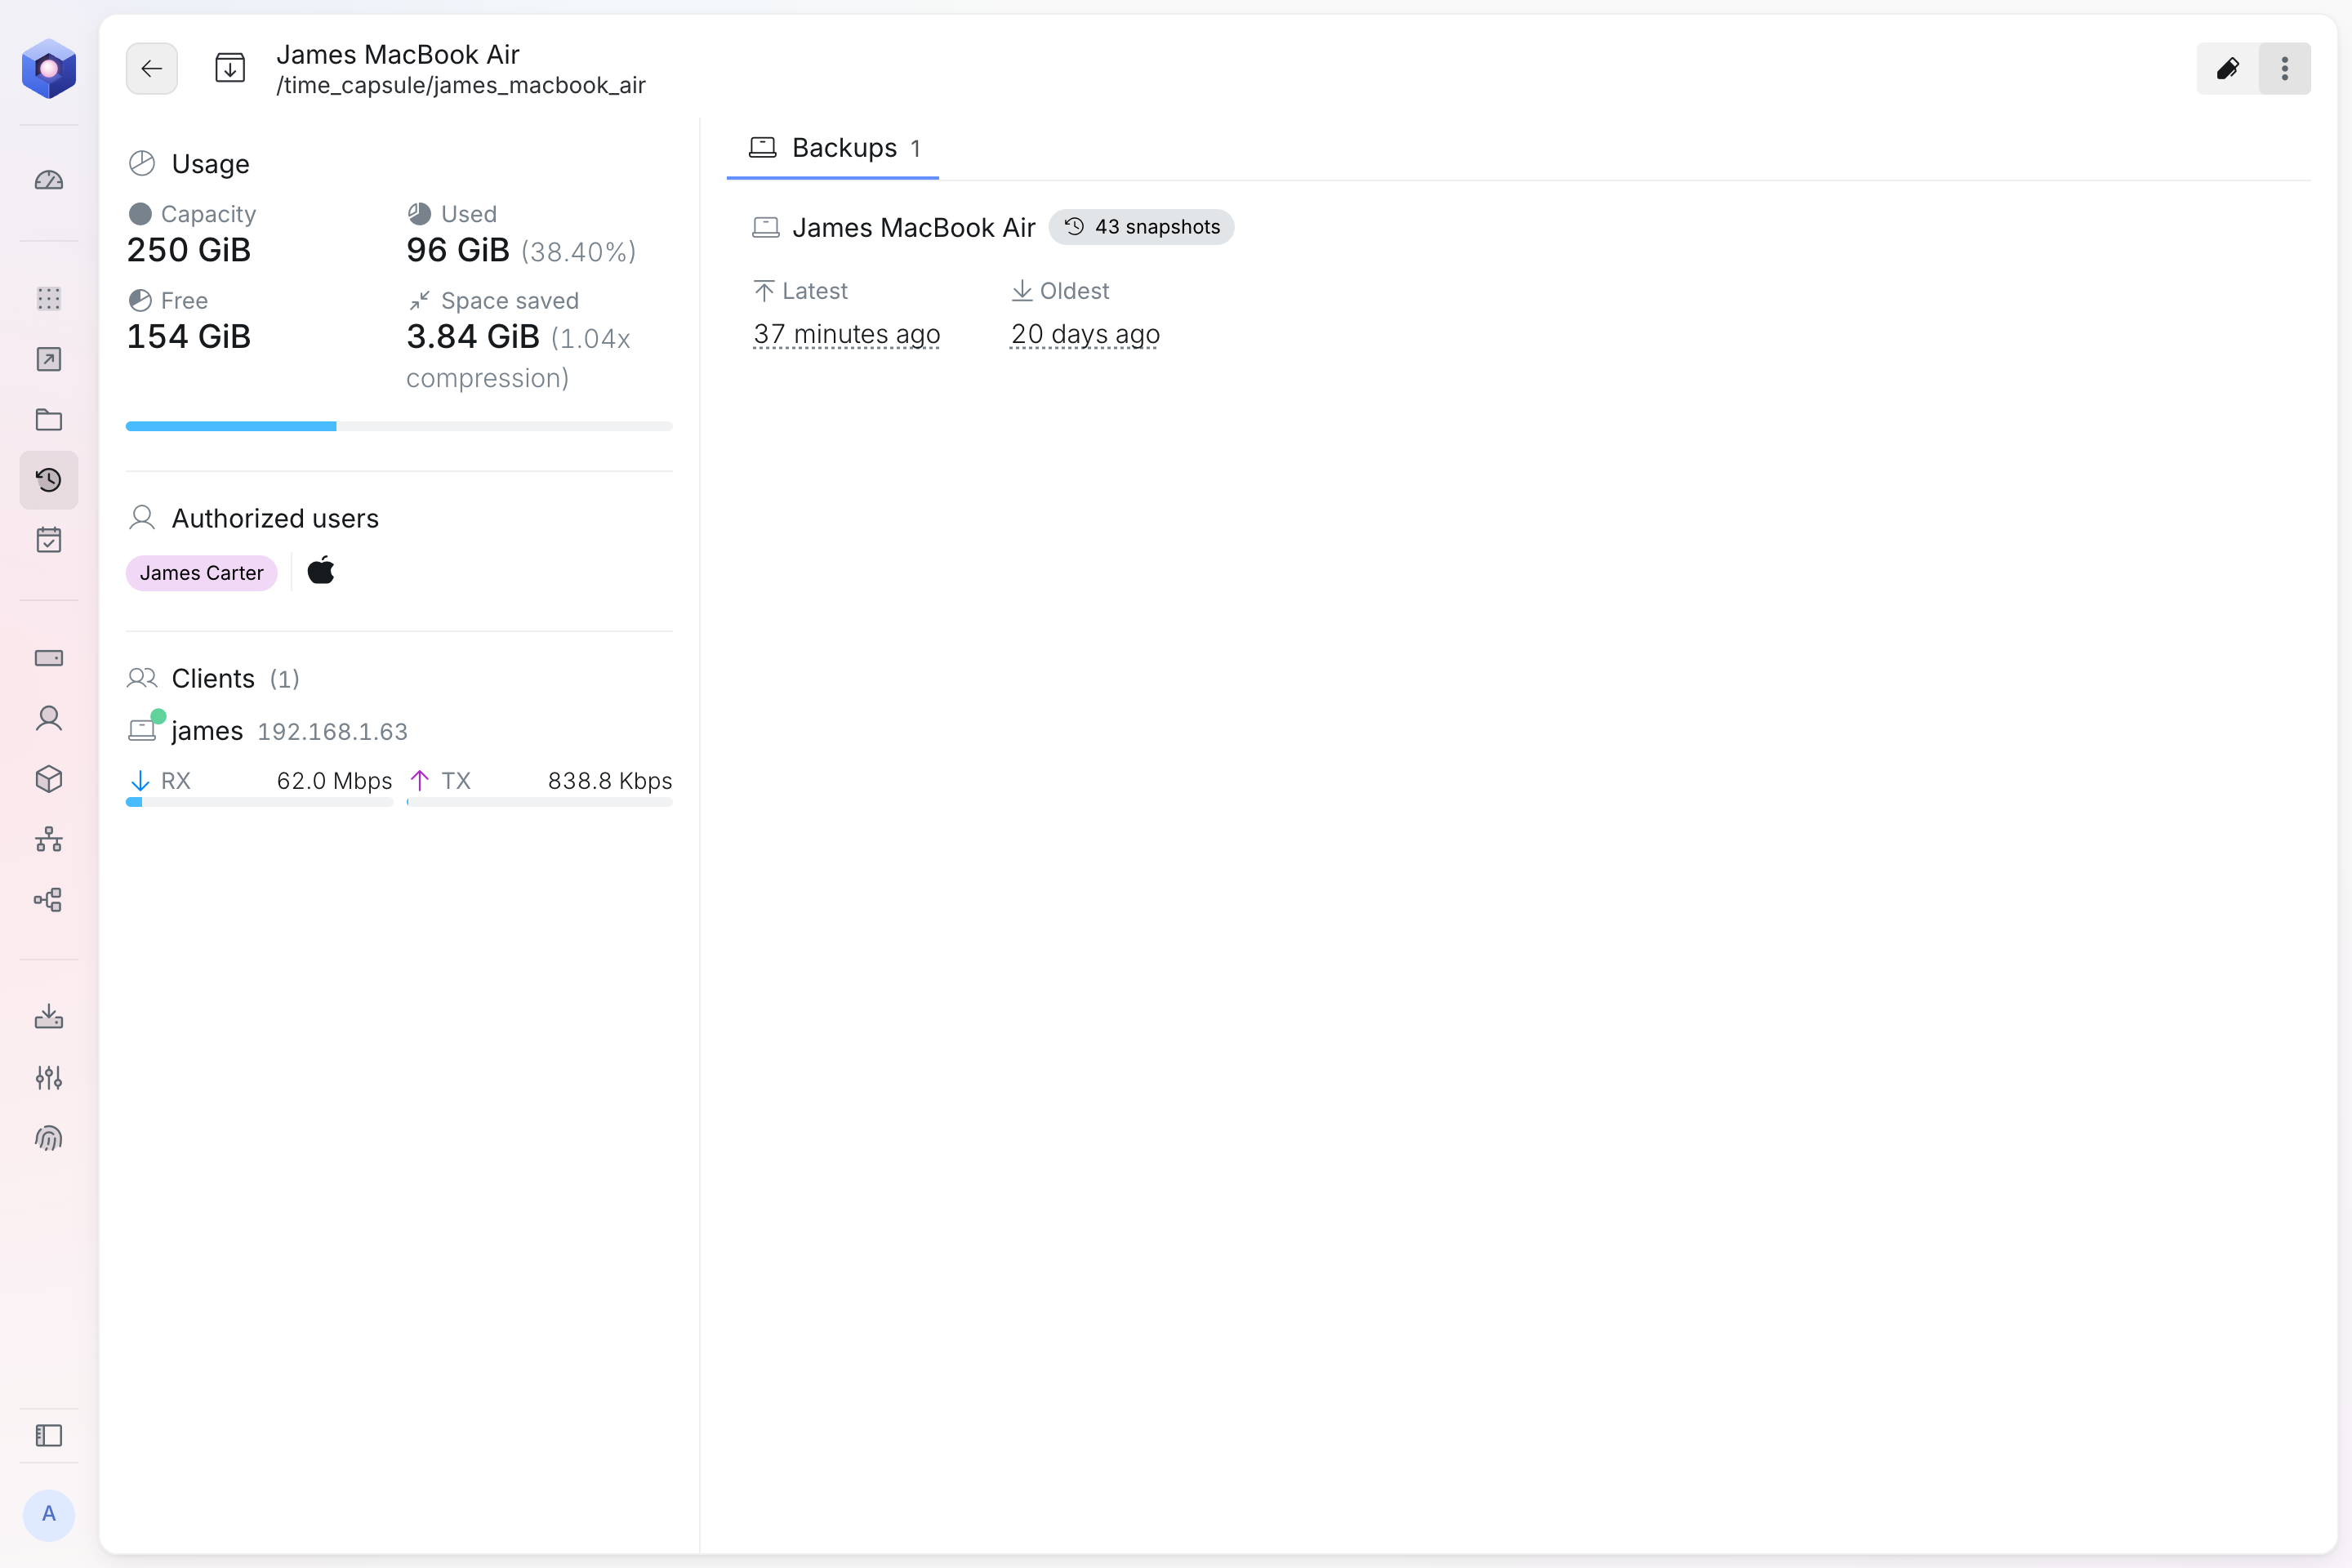 James MacBook Air
/time_capsule/james_macbook_air
Usage
Capacity
250 GiB
Used
96 GiB (38.40%)
Free
154 GiB
Space saved
3.84 GiB (1.04x
compression)
Authorized users
James Carter
Clients (1)
james 192.168.1.63
RX 62.0 Mbps
TX 838.8 Kbps
Backups 1
James MacBook Air 43 snapshots
Latest
37 minutes ago
Oldest
20 days ago
A